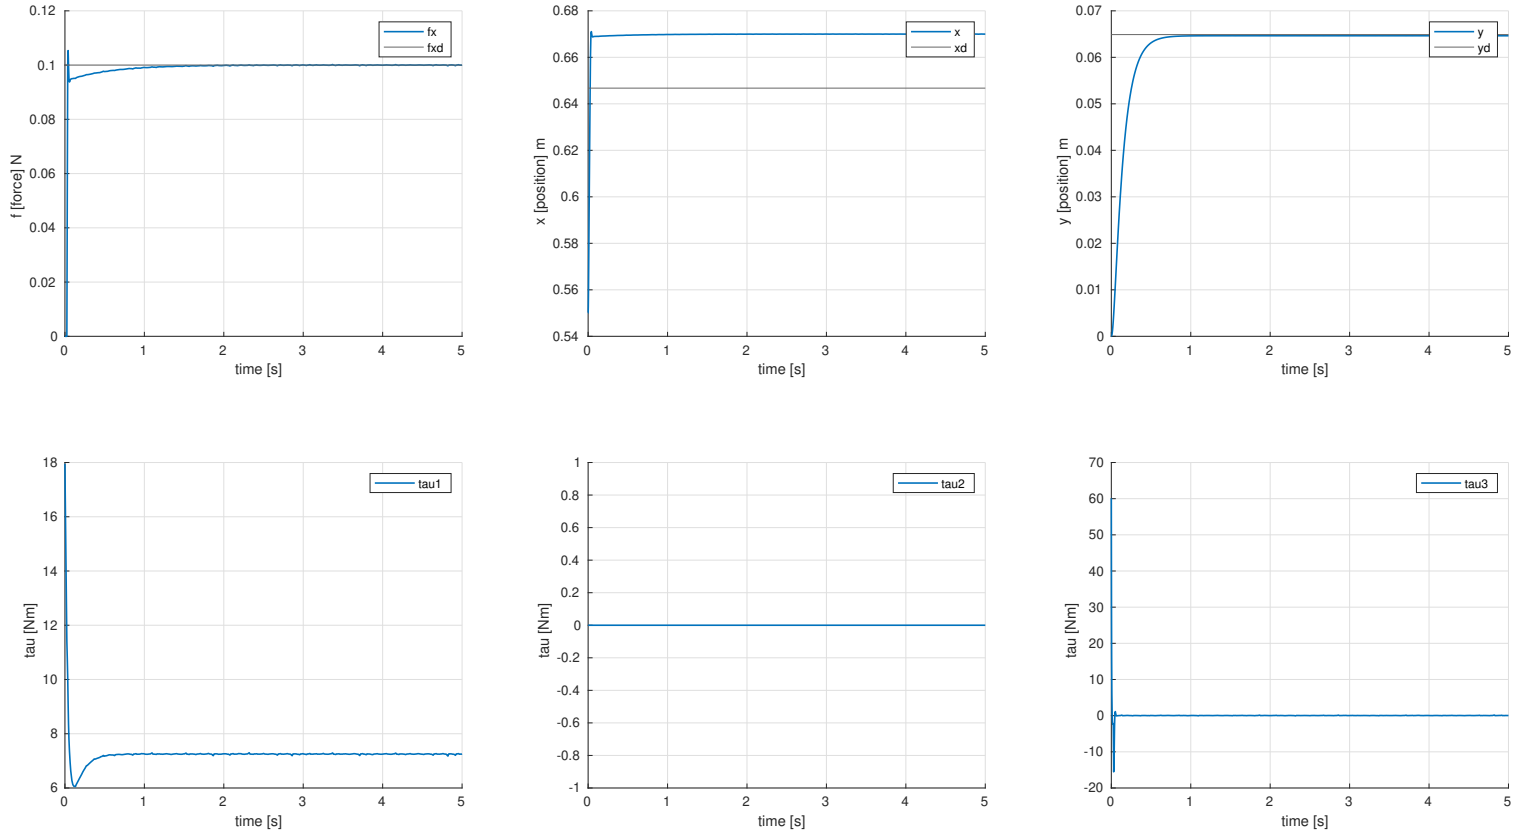 0.12
0.1
0.08
0.06
0.04
0.02
0
f [force] N
fx
fxd
0 1 2 3 4 5
time [s]
0.68
0.66
0.64
0.62
0.6
0.58
0.56
0.54
x [position] m
x
xd
0 1 2 3 4 5
time [s]
0.07
0.06
0.05
0.04
0.03
0.02
0.01
0
y [position] m
y
yd
0 1 2 3 4 5
time [s]
18
16
14
12
10
8
6
tau [Nm]
tau1
0 1 2 3 4 5
time [s]
1
0.8
0.6
0.4
0.2
0
-0.2
-0.4
-0.6
-0.8
-1
tau [Nm]
tau2
0 1 2 3 4 5
time [s]
70
60
50
40
30
20
10
0
-10
-20
tau [Nm]
tau3
0 1 2 3 4 5
time [s]